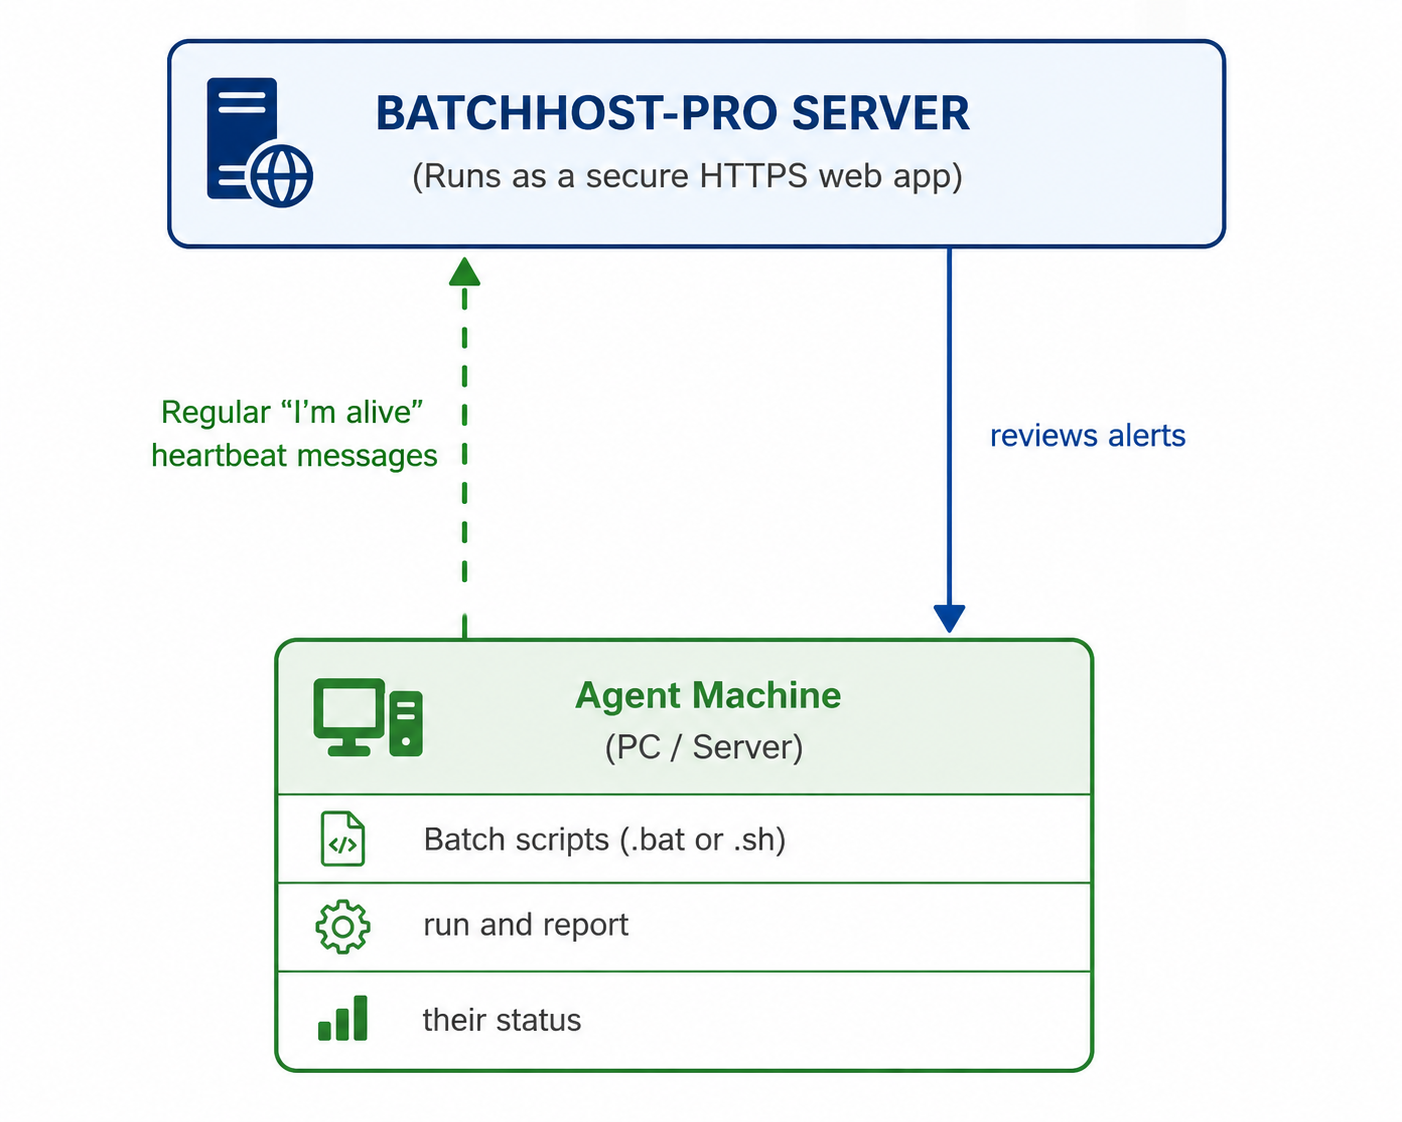 BATCHHOST-PRO SERVER
(Runs as a secure HTTPS web app)
Regular “I’m alive”
heartbeat messages
reviews alerts
Agent Machine
(PC / Server)
</>
Batch scripts (.bat or .sh)
run and report
their status